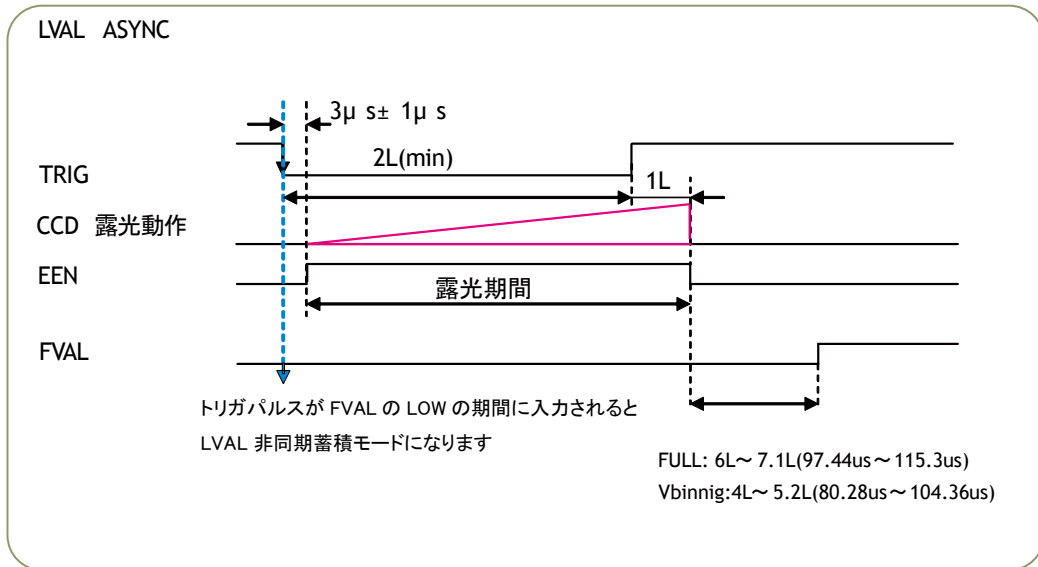 LVAL ASYNC
3μ s± 1μ s
2L(min)
TRIG
1L
CCD 露光動作
EEN
露光期間
FVAL
トリガパルスが FVAL の LOW の期間に入力されると
LVAL 非同期蓄積モードになります
FULL: 6L～ 7.1L(97.44us～115.3us)
Vbinnig:4L～ 5.2L(80.28us～104.36us)